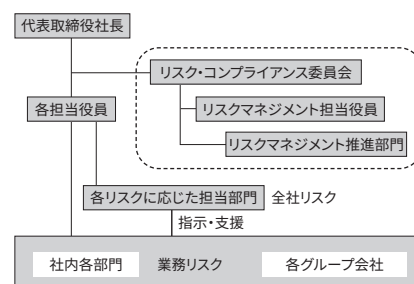 代表取締役社長
リスク・コンプライアンス委員会
各担当役員
リスクマネジメント担当役員
リスクマネジメント推進部門
各リスクに応じた担当部門 全社リスク
指示・支援
社内各部門 業務リスク 各グループ会社